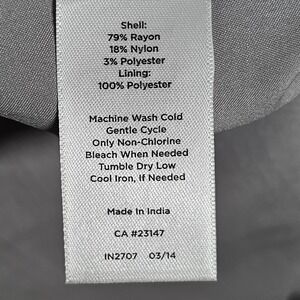 Shell:
79% Rayon
18% Nylon
3% Polyester
Lining:
100% Polyester
Machine Wash Cold
Gentle Cycle
Only Non-Chlorine
Bleach When Needed
Tumble Dry Low
Cool Iron, If Needed
Made In India
CA #23147
IN2707 03/14